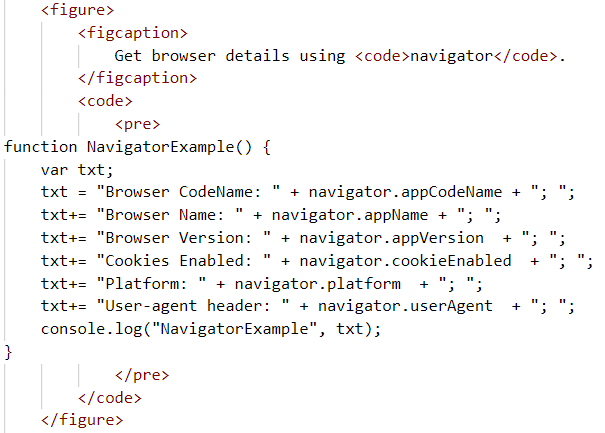 <figure>
<figcaption>
Get browser details using <code>navigator</code>.
</figcaption>
<code>
<pre>
function NavigatorExample() {
var txt;
txt = "Browser CodeName: " + navigator.appCodeName + "; ";
txt+= "Browser Name: " + navigator.appName + "; ";
txt+= "Browser Version: " + navigator.appVersion  + "; ";
txt+= "Cookies Enabled: " + navigator.cookieEnabled  + "; ";
txt+= "Platform: " + navigator.platform  + "; ";
txt+= "User-agent header: " + navigator.userAgent  + "; ";
console.log("NavigatorExample", txt);
}
</pre>
</code>
</figure>